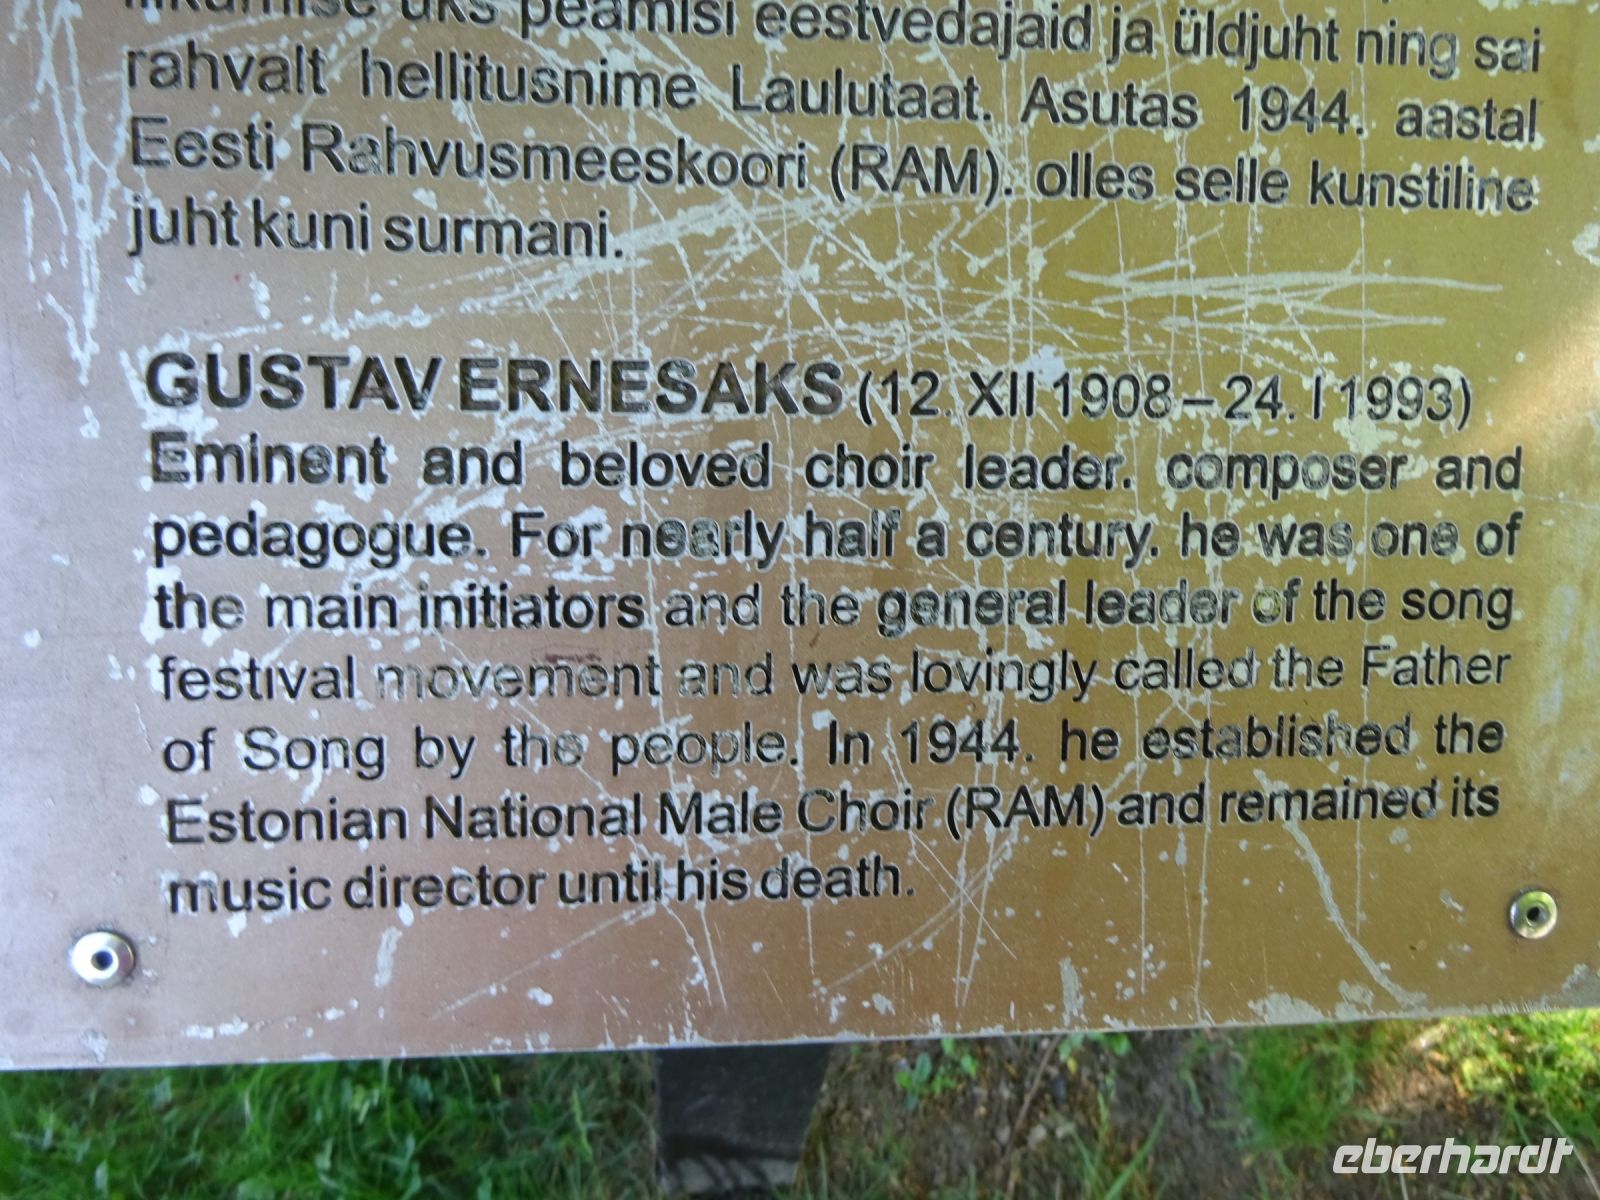 liikumise üks peamisi eestvedajaid ja üldjuht ning sai
rahvalt hellitusnime Laulutaat. Asutas 1944. aastal
Eesti Rahvusmeeskoori (RAM). olles selle kunstiline
juht kuni surmani.
GUSTAV ERNESAKS (12. XII 1908 – 24. I 1993)
Eminent and beloved choir leader. composer and
pedagogue. For nearly half a century. he was one of
the main initiators and the general leader of the song
festival movement and was lovingly called the Father
of Song by the people. In 1944. he established the
Estonian National Male Choir (RAM) and remained its
music director until his death.
eberhardt